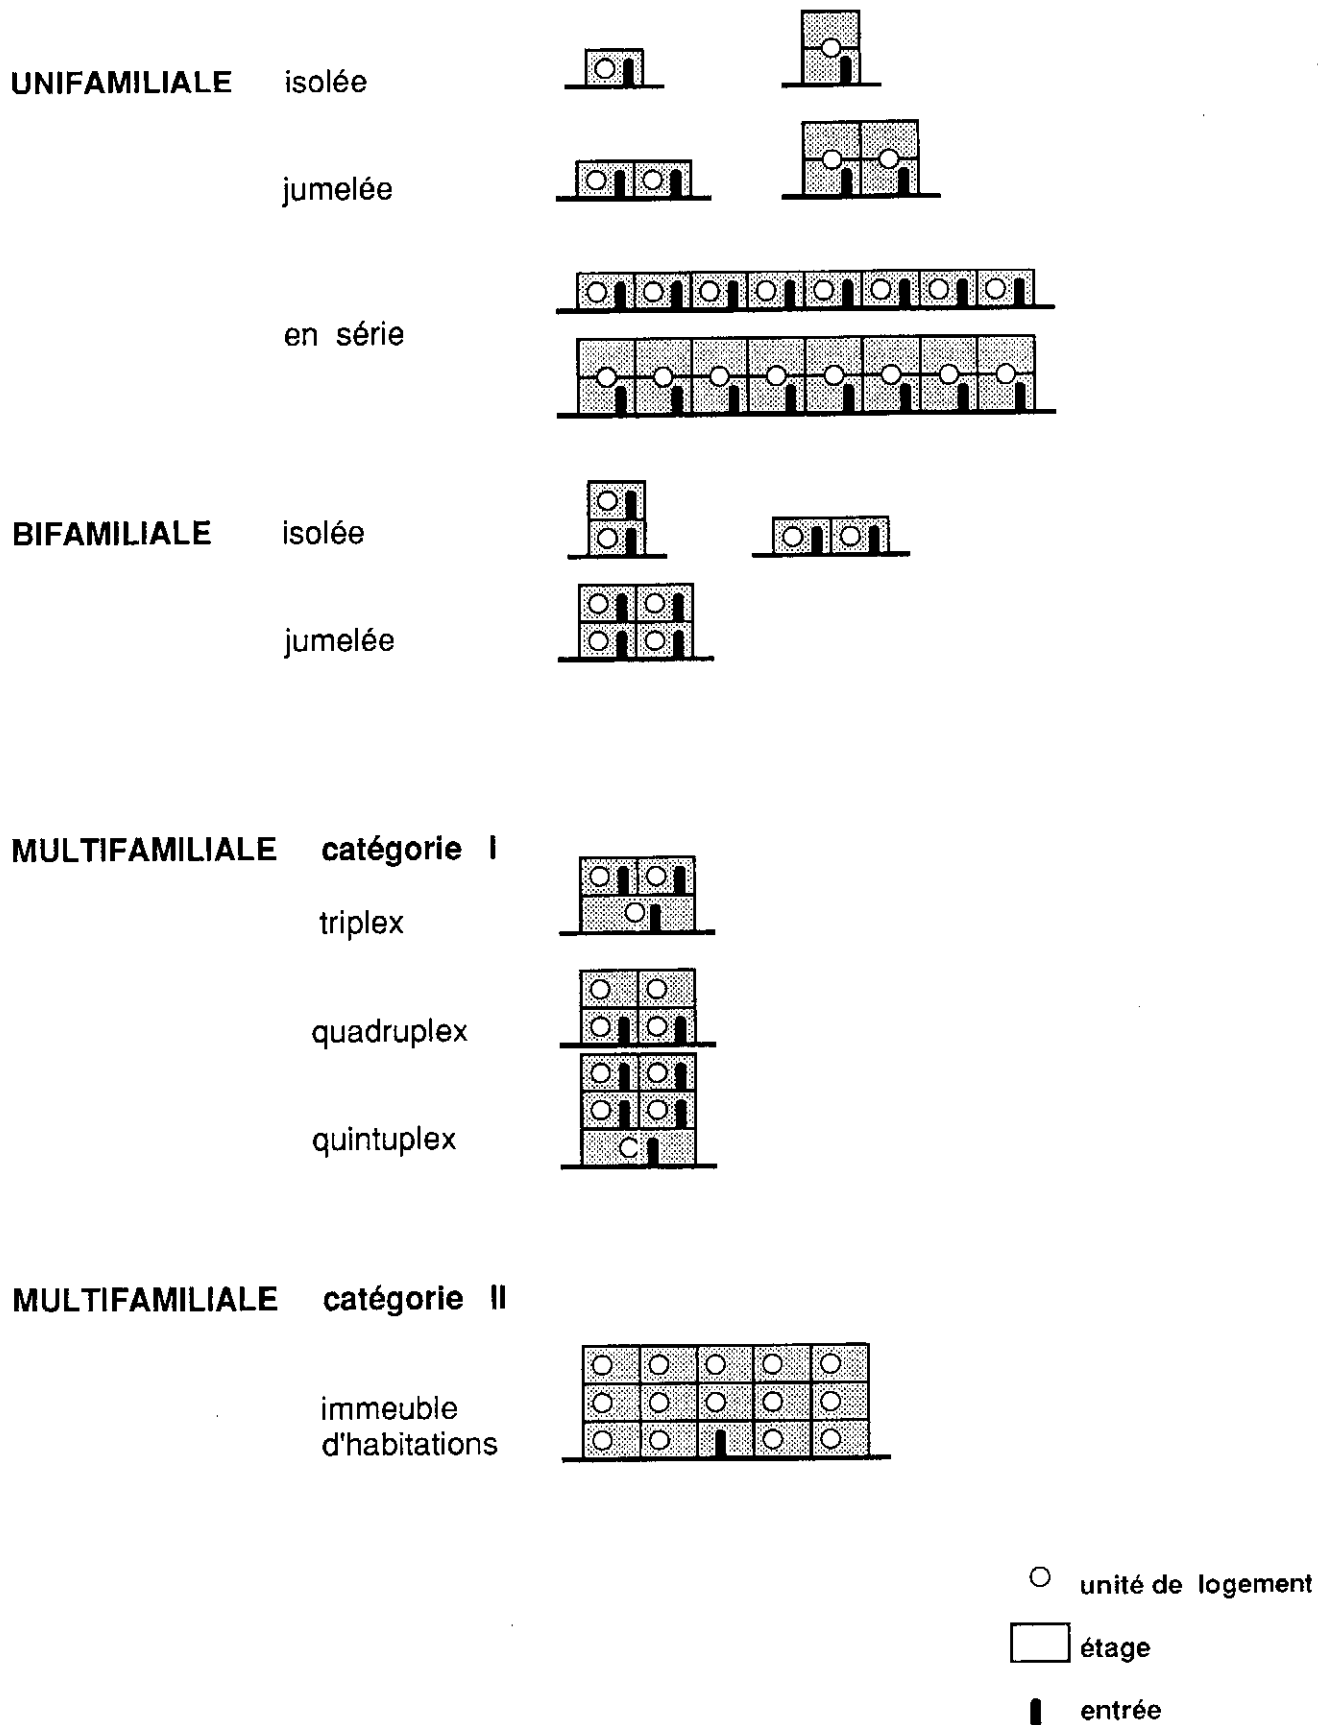 UNIFAMILIALE isolée
jumelée
en série
BIFAMILIALE isolée
jumelée
MULTIFAMILIALE catégorie I
triplex
quadruplex
quintuplex
MULTIFAMILIALE catégorie II
immeuble
d'habitations
unité de logement
étage
entrée